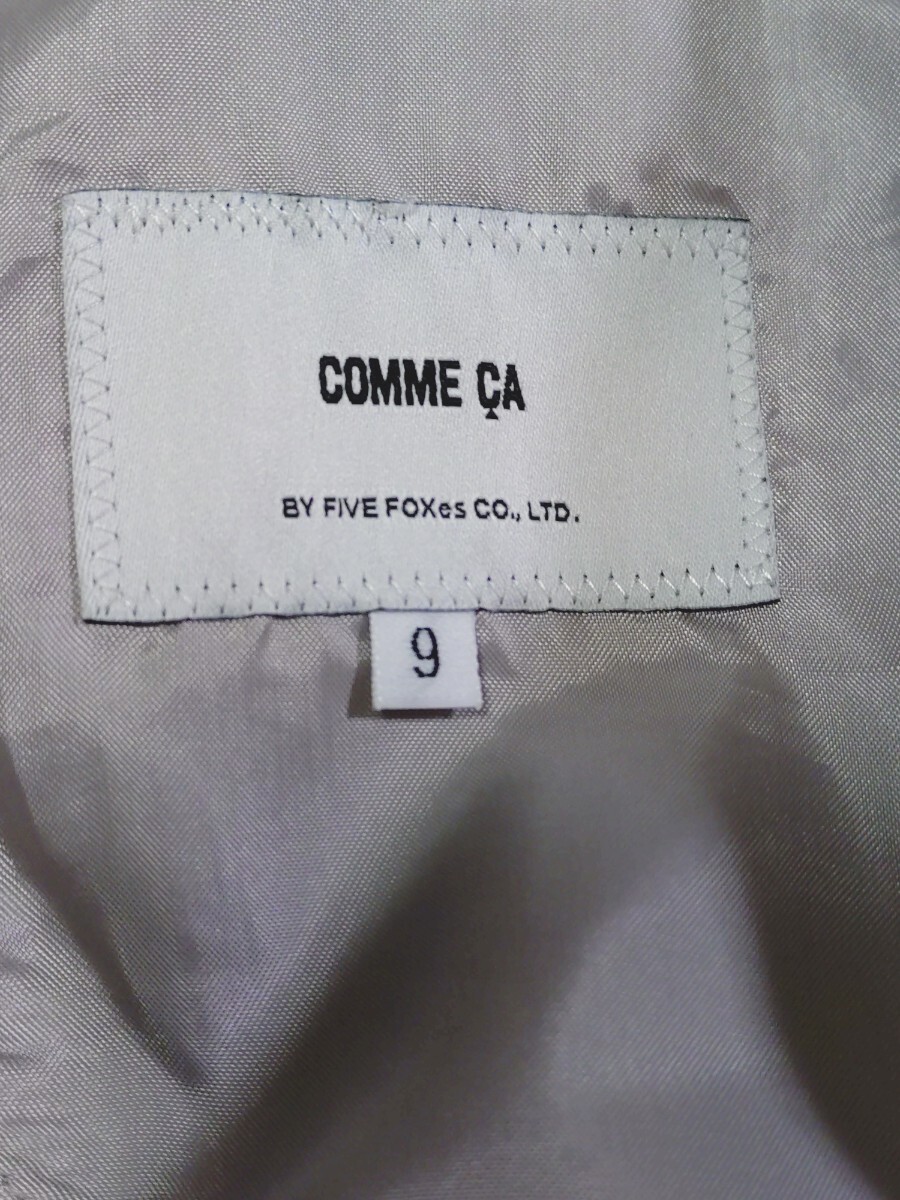 COMME ÇA
BY FIVE FOXes CO., LTD.
9